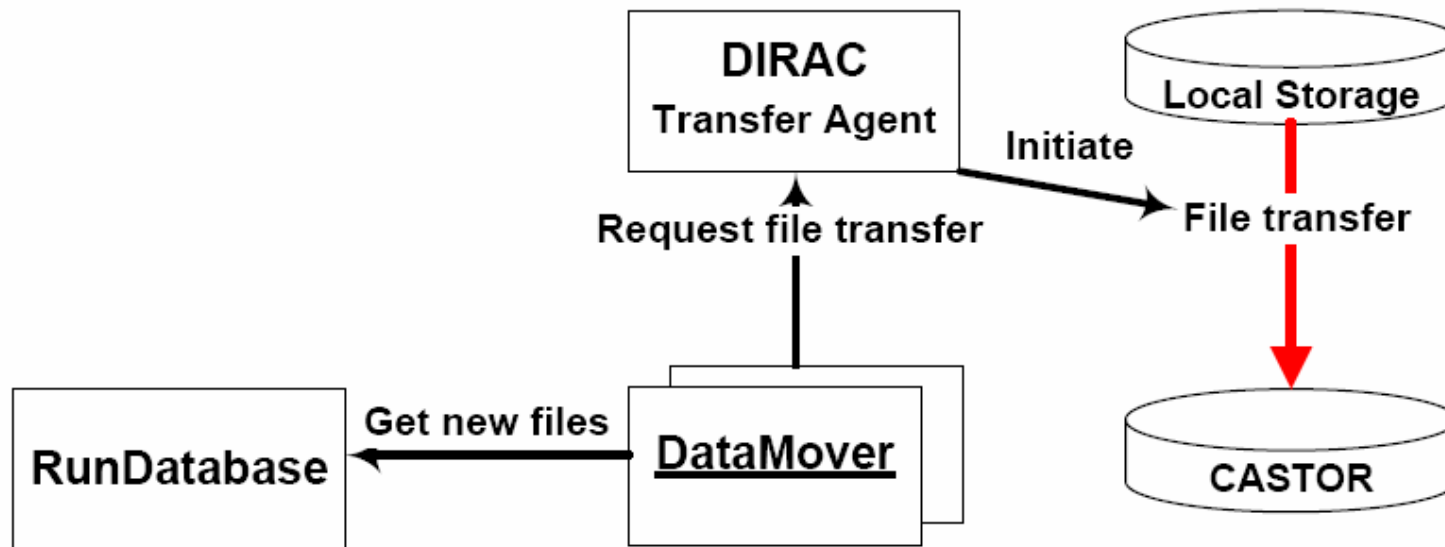 DIRAC
Transfer Agent
Local Storage
Initiate
Request file transfer
File transfer
Get new files
RunDatabase
DataMover
CASTOR